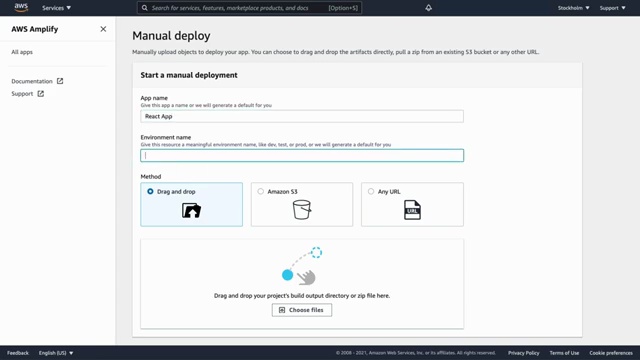 aws Services ▼ Search for services, features, marketplace products, and docs [Option+S] Stockholm ▼ Support ▼
AWS Amplify
All apps
Documentation
Support
Manual deploy
Manually upload objects to deploy your app. You can choose to drag and drop the artifacts directly, pull a zip from an existing S3 bucket or any other URL.
Start a manual deployment
App name
Give this app a name or we will generate a default for you
React App
Environment name
Give this resource a meaningful environment name, like dev, test, or prod, or we will generate a default for you
Method
Drag and drop Amazon S3 Any URL
URL
Drag and drop your project's build output directory or zip file here.
Choose files
Feedback English (US) ▼ © 2008 - 2021, Amazon Web Services, Inc. or its affiliates. All rights reserved. Privacy Policy Terms of Use Cookie preferences